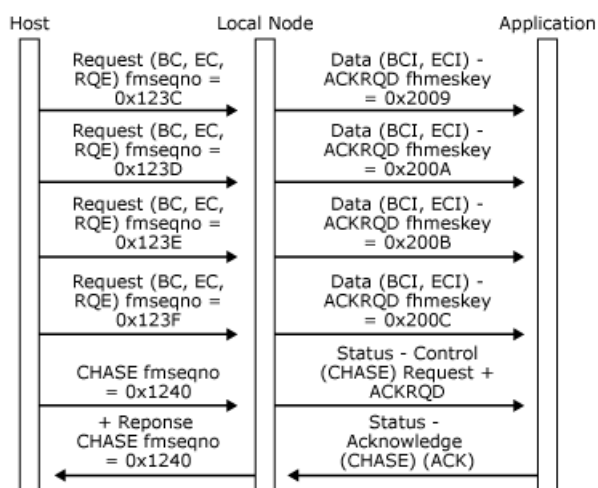 Host
Local Node
Application
Request (BC, EC,
RQE) fmseqno =
0x123C
Data (BCI, ECI) -
ACKRQD fhmeskey
= 0x2009
Request (BC, EC,
RQE) fmseqno =
0x123D
Data (BCI, ECI) -
ACKRQD fhmeskey
= 0x200A
Request (BC, EC,
RQE) fmseqno =
0x123E
Data (BCI, ECI) -
ACKRQD fhmeskey
= 0x200B
Request (BC, EC,
RQE) fmseqno =
0x123F
Data (BCI, ECI) -
ACKRQD fhmeskey
= 0x200C
CHASE fmseqno
= 0x1240
Status - Control
(CHASE) Request +
ACKRQD
+ Reponse
CHASE fmseqno
= 0x1240
Status -
Acknowledge
(CHASE) (ACK)